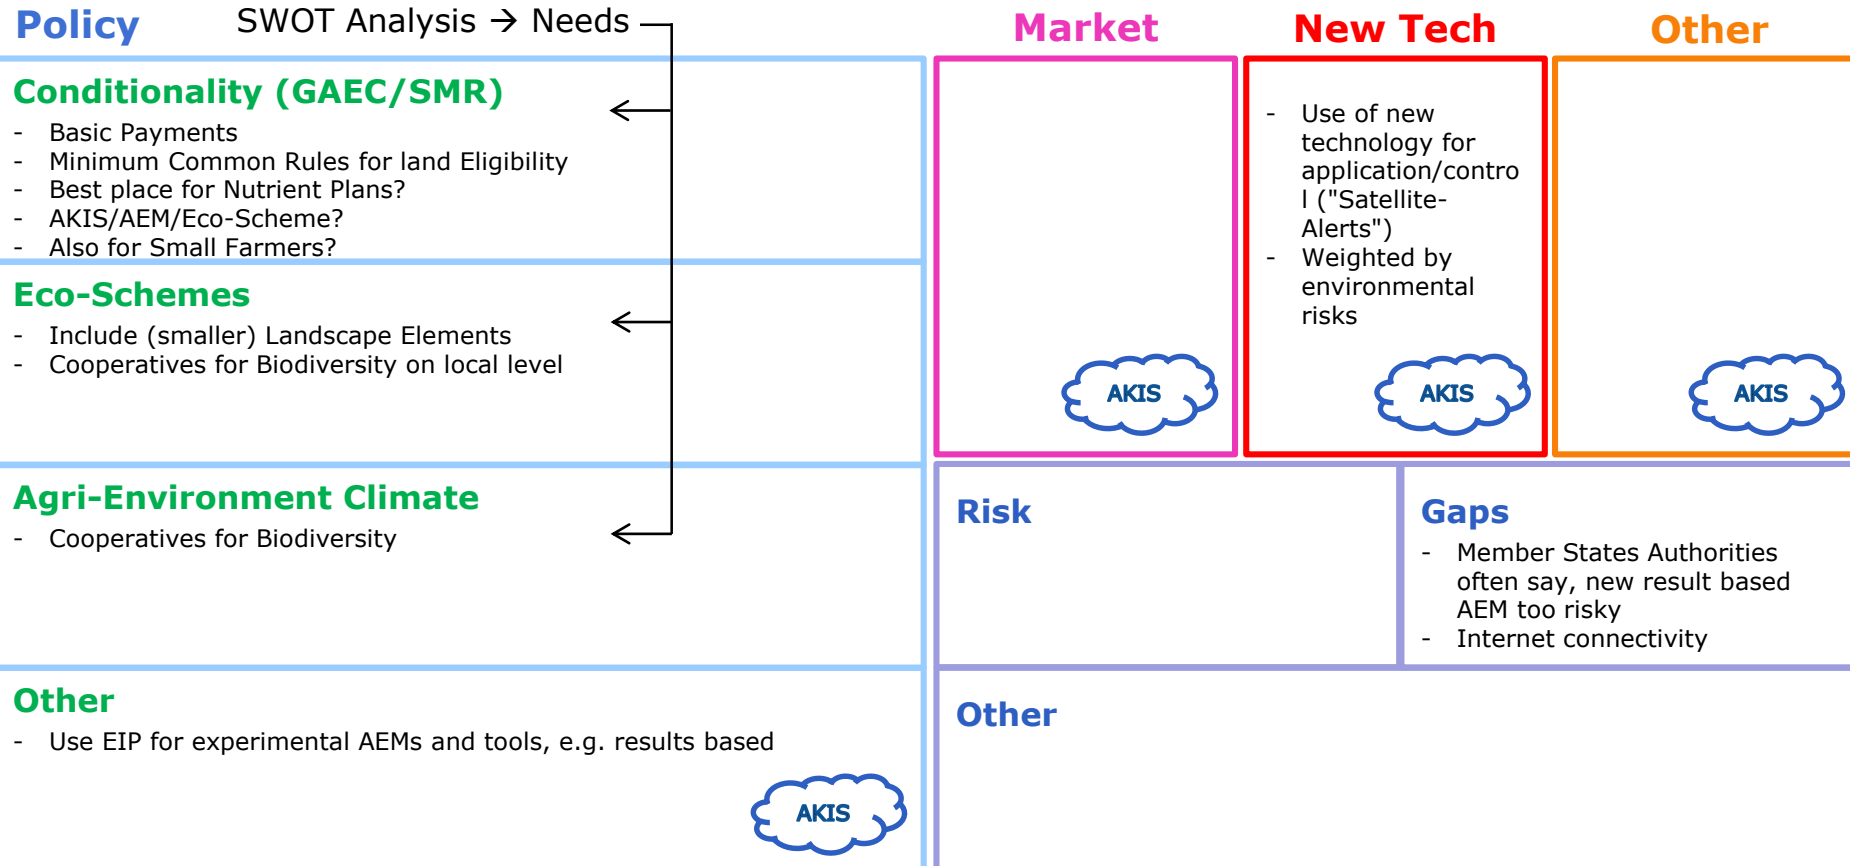 Policy
SWOT Analysis → Needs
Market
New Tech
Other
Conditionality (GAEC/SMR)
- Basic Payments
- Minimum Common Rules for land Eligibility
- Best place for Nutrient Plans?
- AKIS/AEM/Eco-Scheme?
- Also for Small Farmers?
Eco-Schemes
- Include (smaller) Landscape Elements
- Cooperatives for Biodiversity on local level
Agri-Environment Climate
- Cooperatives for Biodiversity
Other
- Use EIP for experimental AEMs and tools, e.g. results based
AKIS
AKIS
- Use of new
technology for
application/contro
l ("Satellite-
Alerts")
- Weighted by
environmental
risks
AKIS
AKIS
Risk
Gaps
- Member States Authorities
often say, new result based
AEM too risky
- Internet connectivity
Other